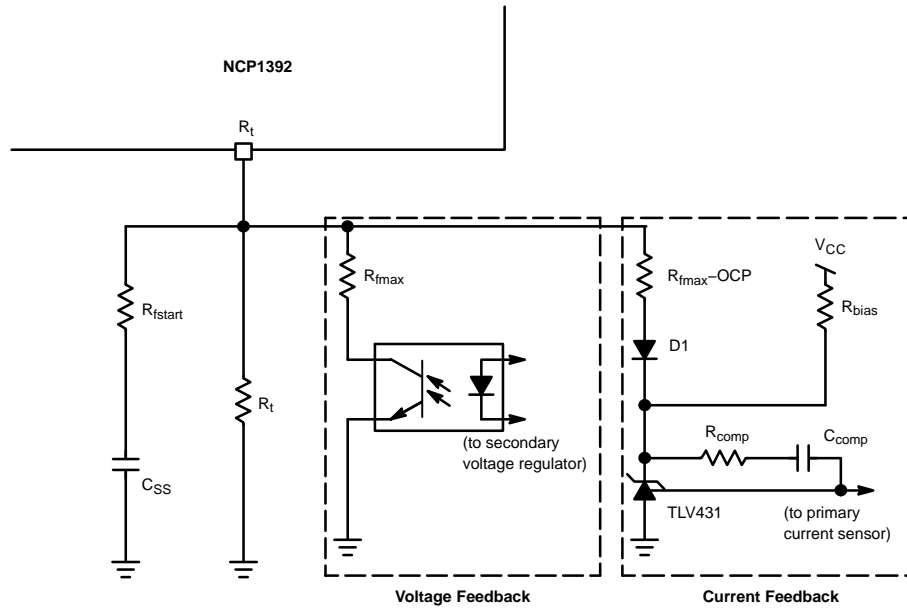 NCP1392
Rt
Rfstart
CSS
Rt
Rfmax
(to secondary
voltage regulator)
Voltage Feedback
Rfmax–OCP
D1
VCC
Rbias
Rcomp
Ccomp
TLV431
(to primary
current sensor)
Current Feedback